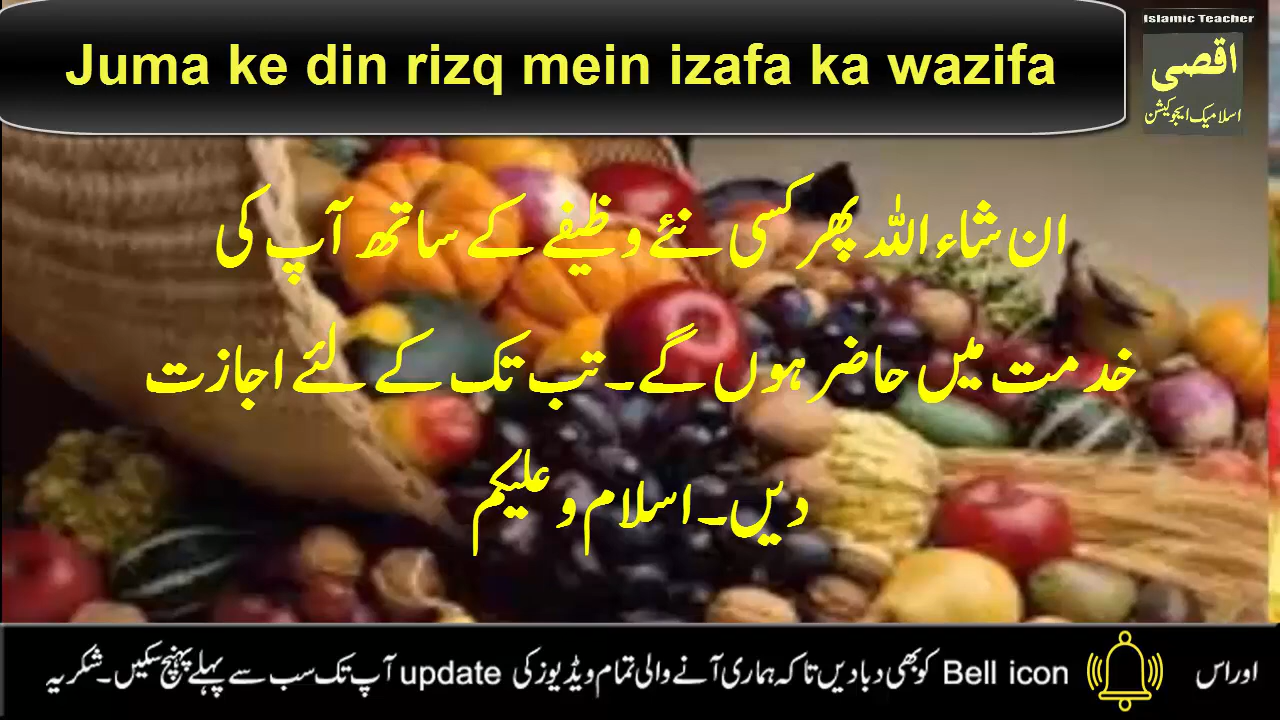 Juma ke din rizq mein izafa ka wazifa
Islamic Teacher
اقصی
اسلامیک ایجوکیشن
ان شاء اللہ پھر کسی نئے وظیفے کے ساتھ آپ کی
خدمت میں حاضر ہوں گے۔ تب تک کے لئے اجازت
دیں۔ اسلام و علیکم
اور اس Bell icon کو بھی دبا دیں تاکہ ہماری آنے والی تمام ویڈیوز کی update آپ تک سب سے پہلے پہنچ سکیں۔ شکریہ